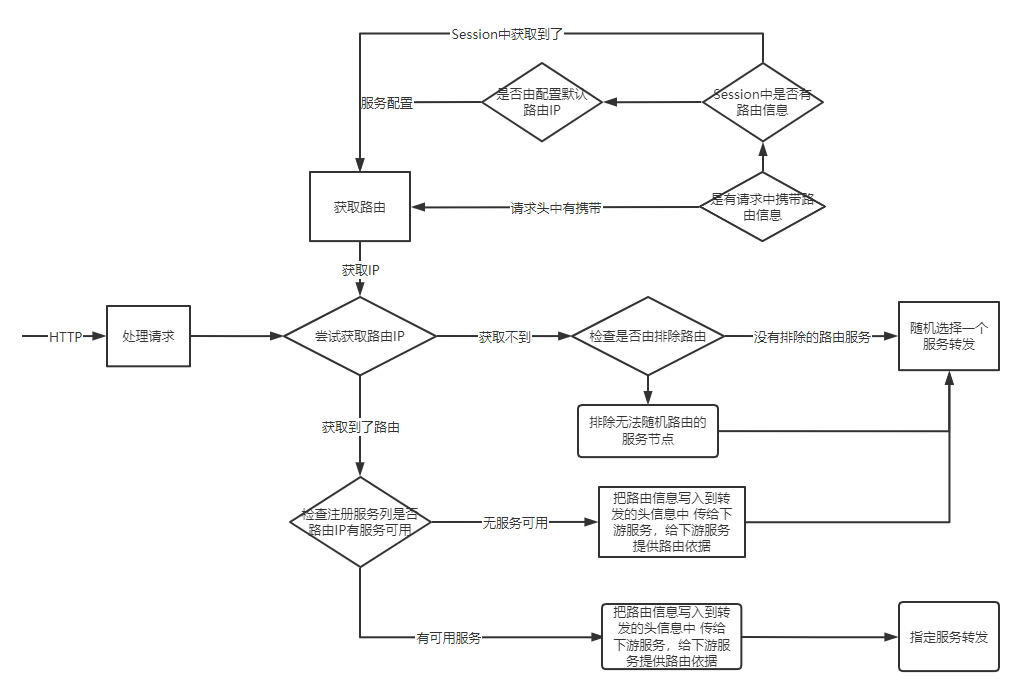 Session中获取到了
是否由配置默认
路由IP
服务配置
Session中是否有
路由信息
获取路由
请求头中有携带
是有请求中携带路
由信息
获取IP
HTTP
处理请求
尝试获取路由IP
获取不到
检查是否由排除路由
没有排除的路由服务
随机选择一个
服务转发
排除无法随机路由的
服务节点
获取到了路由
检查注册服务列是否
路由IP有服务可用
无服务可用
把路由信息写入到转
发的头信息中 传给下
游服务，给下游服务
提供路由依据
有可用服务
把路由信息写入到转
发的头信息中 传给
下游服务，给下游服
务提供路由依据
指定服务转发